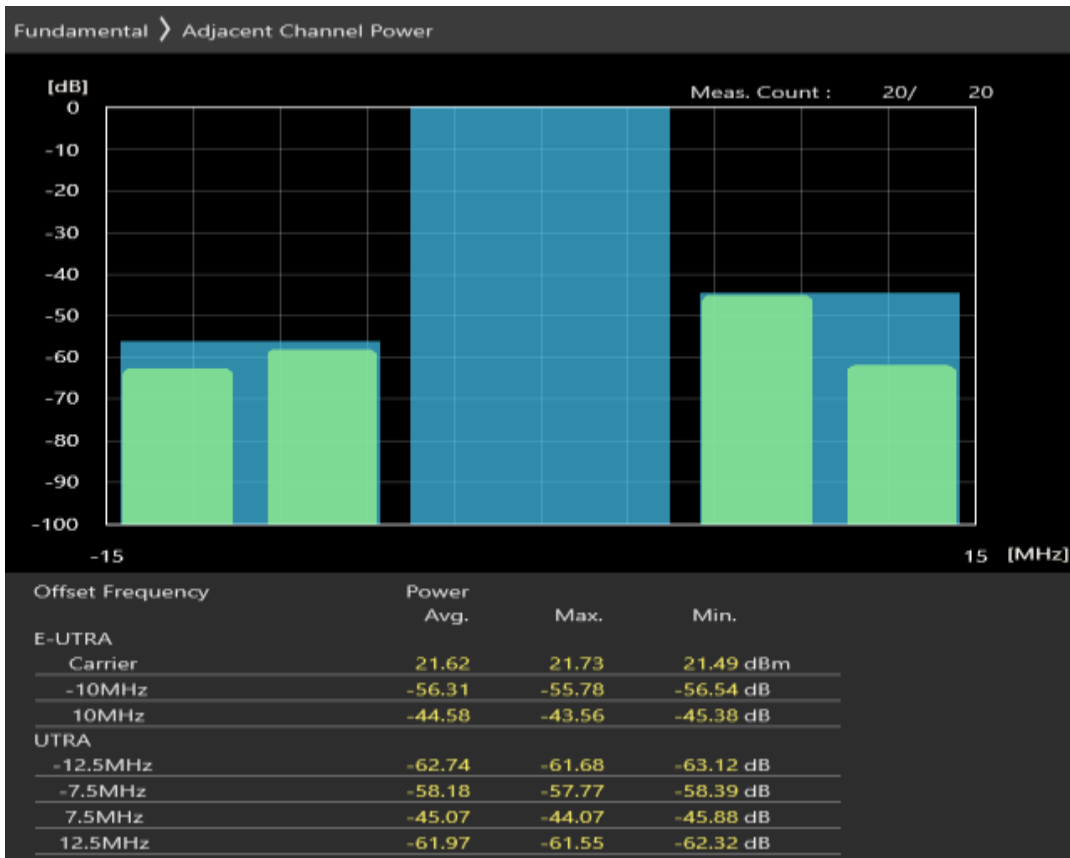 Fundamental 》 Adjacent Channel Power
[dB]
Meas. Count : 20/ 20
0
-10
-20
-30
-40
-50
-60
-70
-80
-90
-100
-15 15 [MHz]
Offset Frequency Power
Avg. Max. Min.
E-UTRA
Carrier 21.62 21.73 21.49 dBm
-10MHz -56.31 -55.78 -56.54 dB
10MHz -44.58 -43.56 -45.38 dB
UTRA
-12.5MHz -62.74 -61.68 -63.12 dB
-7.5MHz -58.18 -57.77 -58.39 dB
7.5MHz -45.07 -44.07 -45.88 dB
12.5MHz -61.97 -61.55 -62.32 dB